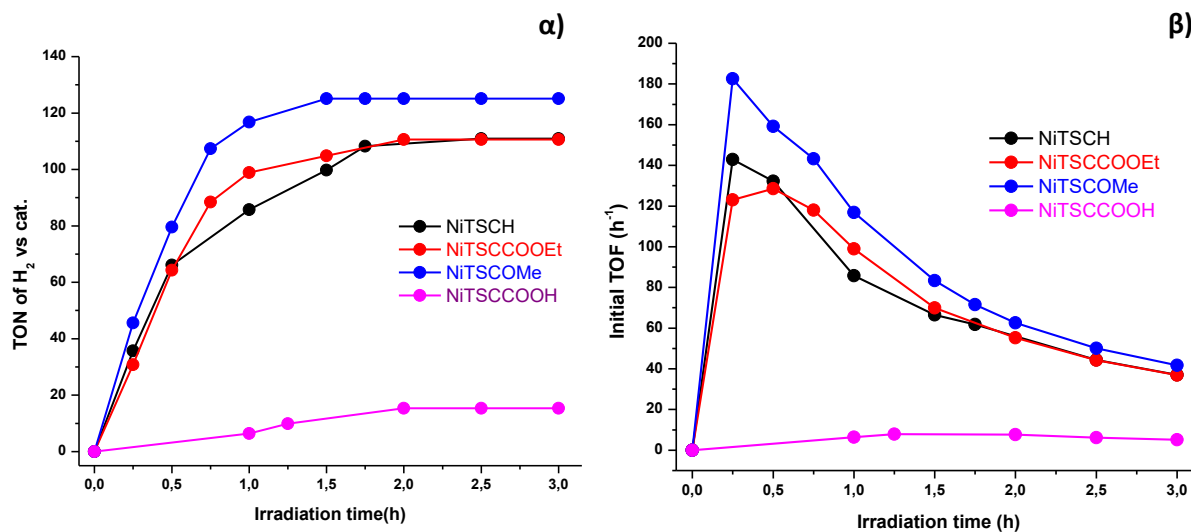 α)
TON of H2 vs cat.
140
120
100
80
60
40
20
0
0,0 0,5 1,0 1,5 2,0 2,5 3,0
Irradiation time(h)
NiTSCH
NiTSCCOOEt
NiTSCOMe
NiTSCCOOH
β)
Initial TOF (h-1)
200
180
160
140
120
100
80
60
40
20
0
0,0 0,5 1,0 1,5 2,0 2,5 3,0
Irradiation time (h)
NiTSCH
NiTSCCOOEt
NiTSCOMe
NiTSCCOOH